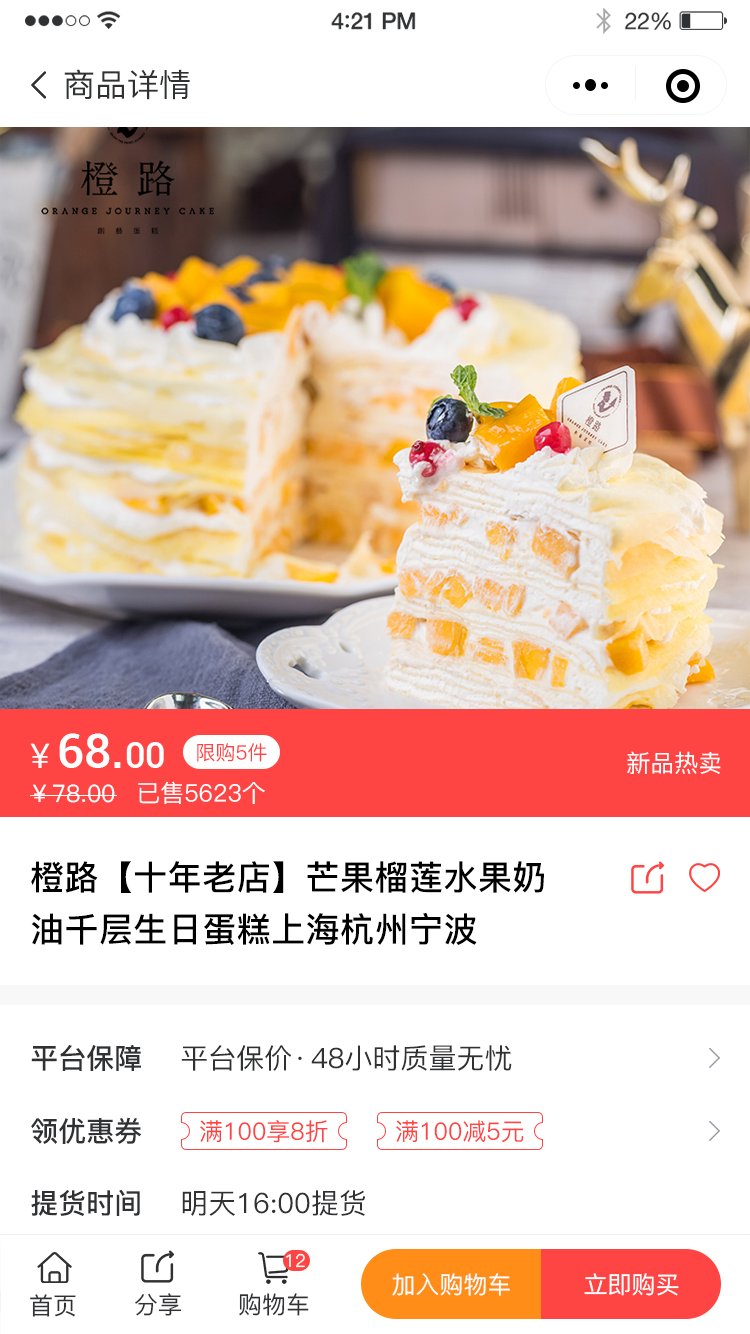 4:21 PM
22%
商品详情
橙路
ORANGE JOURNEY CAKE
橙路
¥68.00 限购5件
新品热卖
¥78.00 已售5623个
橙路【十年老店】芒果榴莲水果奶
油千层生日蛋糕上海杭州宁波
平台保障 平台保价·48小时质量无忧
领优惠券 满100享8折 满100减5元
提货时间 明天16:00提货
12
首页 分享 购物车 加入购物车 立即购买